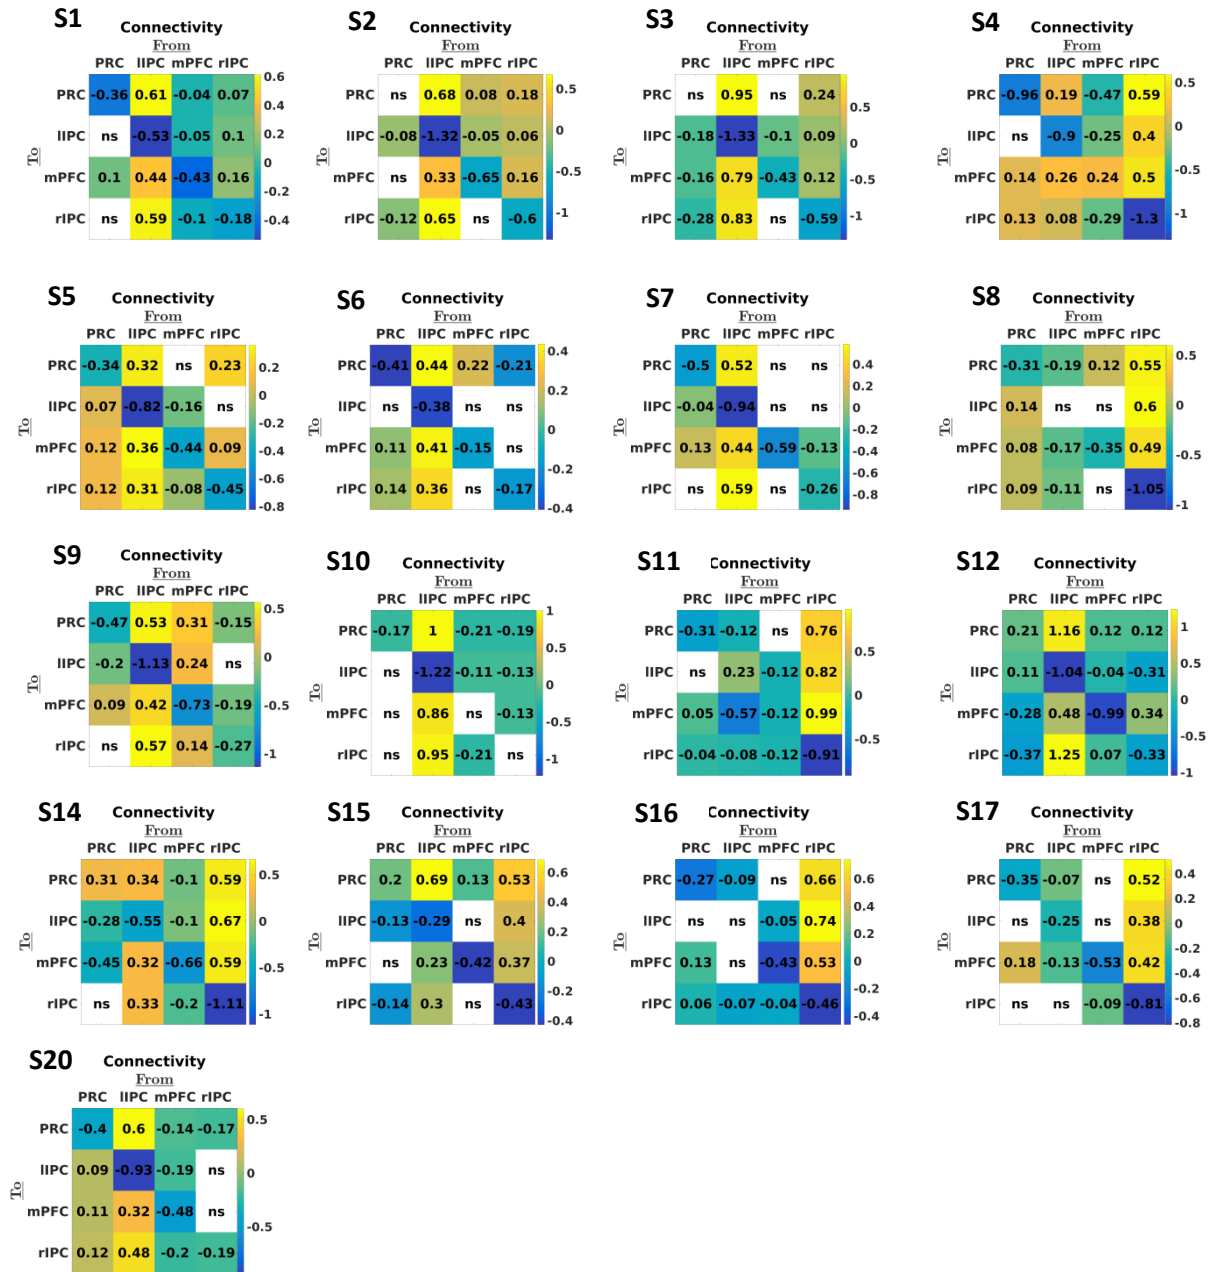 S1 Connectivity
From
PRC lIPC mPFC rIPC
PRC -0.36 0.61 -0.04 0.07
lIPC ns -0.53 -0.05 0.1
mPFC 0.1 0.44 -0.43 0.16
rIPC ns 0.59 -0.1 -0.18
To
0.6
0.4
0.2
0
-0.2
-0.4
S2 Connectivity
From
PRC lIPC mPFC rIPC
PRC ns 0.68 0.08 0.18
lIPC -0.08 -1.32 -0.05 0.06
mPFC ns 0.33 -0.65 0.16
rIPC -0.12 0.65 ns -0.6
0.5
0
-0.5
-1
S3 Connectivity
From
PRC lIPC mPFC rIPC
PRC ns 0.95 ns 0.24
lIPC -0.18 -1.33 -0.1 0.09
mPFC -0.16 0.79 -0.43 0.12
rIPC -0.28 0.83 ns -0.59
To
0.5
0
-0.5
-1
S4 Connectivity
From
PRC lIPC mPFC rIPC
PRC -0.96 0.19 -0.47 0.59
lIPC ns -0.9 -0.25 0.4
mPFC 0.14 0.26 0.24 0.5
rIPC 0.13 0.08 -0.29 -1.3
To
0.5
0
-0.5
-1
S5 Connectivity
From
PRC lIPC mPFC rIPC
PRC -0.34 0.32 ns 0.23
lIPC 0.07 -0.82 -0.16 ns
mPFC 0.12 0.36 -0.44 0.09
rIPC 0.12 0.31 -0.08 -0.45
To
0.2
0
-0.2
-0.4
-0.6
-0.8
S6 Connectivity
From
PRC lIPC mPFC rIPC
PRC -0.41 0.44 0.22 -0.21
lIPC ns -0.38 ns ns
mPFC 0.11 0.41 -0.15 ns
rIPC 0.14 0.36 ns -0.17
To
0.4
0.2
0
-0.2
-0.4
S7 Connectivity
From
PRC lIPC mPFC rIPC
PRC -0.5 0.52 ns ns
lIPC -0.04 -0.94 ns ns
mPFC 0.13 0.44 -0.59 -0.13
rIPC ns 0.59 ns -0.26
To
0.4
0.2
0
-0.2
-0.4
-0.6
-0.8
S8 Connectivity
From
PRC lIPC mPFC rIPC
PRC -0.31 -0.19 0.12 0.55
lIPC 0.14 ns ns 0.6
mPFC 0.08 -0.17 -0.35 0.49
rIPC 0.09 -0.11 ns -1.05
To
0.5
0
-0.5
-1
S9 Connectivity
From
PRC lIPC mPFC rIPC
PRC -0.47 0.53 0.31 -0.15
lIPC -0.2 -1.13 0.24 ns
mPFC 0.09 0.42 -0.73 -0.19
rIPC ns 0.57 0.14 -0.27
To
0.5
0
-0.5
-1
S10 Connectivity
From
PRC lIPC mPFC rIPC
PRC -0.17 1 -0.21 -0.19
lIPC ns -1.22 -0.11 -0.13
mPFC ns 0.86 ns -0.13
rIPC ns 0.95 -0.21 ns
To
1
0.5
0
-0.5
-1
S11 Connectivity
From
PRC lIPC mPFC rIPC
PRC -0.31 -0.12 ns 0.76
lIPC ns 0.23 -0.12 0.82
mPFC 0.05 -0.57 -0.12 0.99
rIPC -0.04 -0.08 -0.12 -0.91
To
0.5
0
-0.5
S12 Connectivity
From
PRC lIPC mPFC rIPC
PRC 0.21 1.16 0.12 0.12
lIPC 0.11 -1.04 -0.04 -0.31
mPFC -0.28 0.48 -0.99 0.34
rIPC -0.37 1.25 0.07 -0.33
To
1
0.5
0
-0.5
-1
S14 Connectivity
From
PRC lIPC mPFC rIPC
PRC 0.31 0.34 -0.1 0.59
lIPC -0.28 -0.55 -0.1 0.67
mPFC -0.45 0.32 -0.66 0.59
rIPC ns 0.33 -0.2 -1.11
To
0.5
0
-0.5
-1
S15 Connectivity
From
PRC lIPC mPFC rIPC
PRC 0.2 0.69 0.13 0.53
lIPC -0.13 -0.29 ns 0.4
mPFC ns 0.23 -0.42 0.37
rIPC -0.14 0.3 ns -0.43
To
0.6
0.4
0.2
0
-0.2
-0.4
S16 Connectivity
From
PRC lIPC mPFC rIPC
PRC -0.27 -0.09 ns 0.66
lIPC ns ns -0.05 0.74
mPFC 0.13 ns -0.43 0.53
rIPC 0.06 -0.07 -0.04 -0.46
To
0.6
0.4
0.2
0
-0.2
-0.4
S17 Connectivity
From
PRC lIPC mPFC rIPC
PRC -0.35 -0.07 ns 0.52
lIPC ns -0.25 ns 0.38
mPFC 0.18 -0.13 -0.53 0.42
rIPC ns ns -0.09 -0.81
To
0.4
0.2
0
-0.2
-0.4
-0.6
-0.8
S20 Connectivity
From
PRC lIPC mPFC rIPC
PRC -0.4 0.6 -0.14 -0.17
lIPC 0.09 -0.93 -0.19 ns
mPFC 0.11 0.32 -0.48 ns
rIPC 0.12 0.48 -0.2 -0.19
To
0.5
0
-0.5